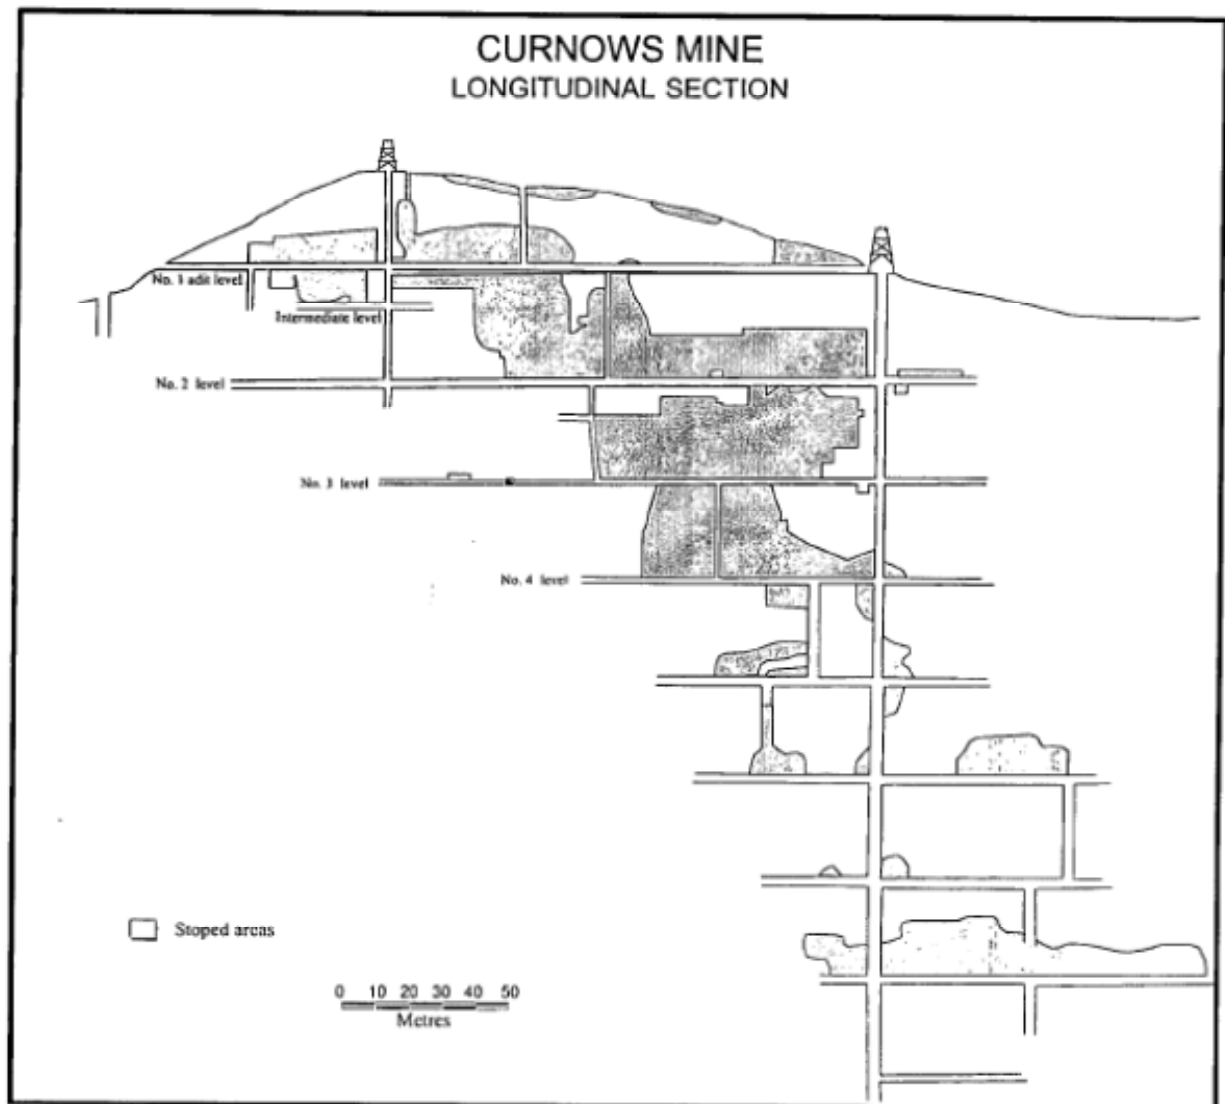 CURNOWS MINE
LONGITUDINAL SECTION
No. 1 adit level
Intermediate level
No. 2 level
No. 3 level
No. 4 level
Stoped areas
0 10 20 30 40 50
Metres